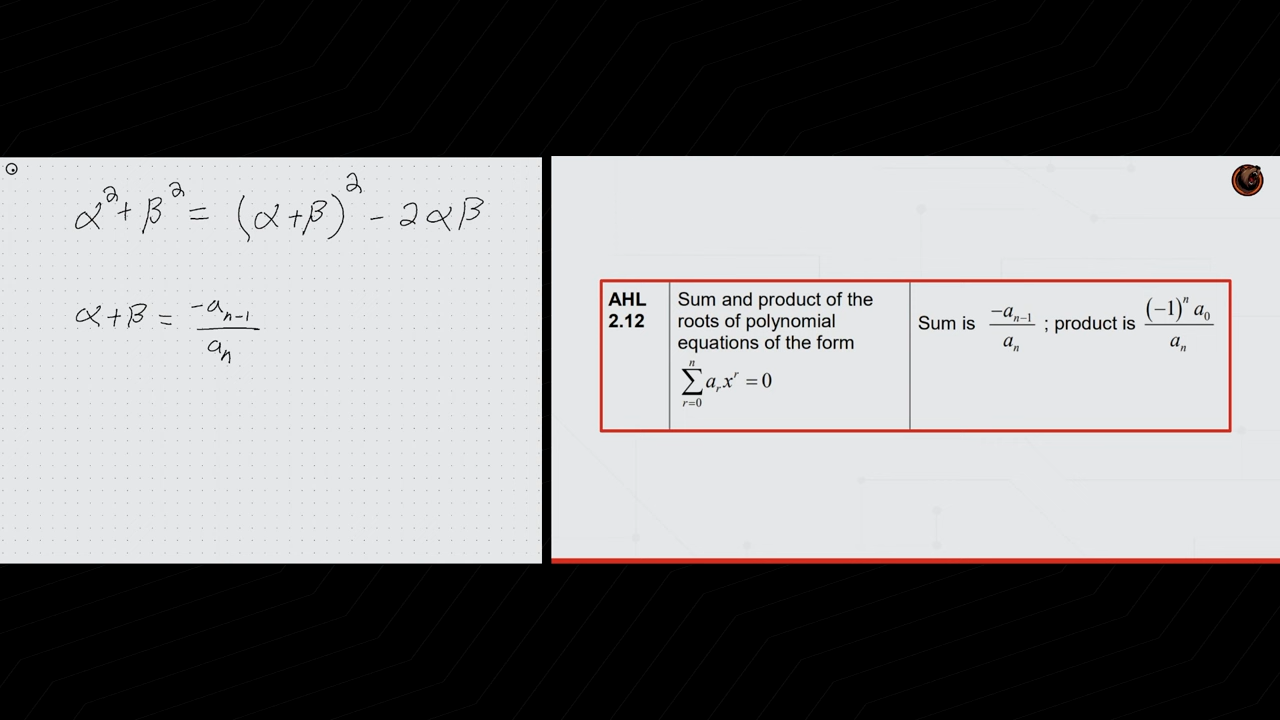 α² + β² = (α+β)² - 2αβ
α+β = -aₙ₋₁
aₙ
AHL
2.12
Sum and product of the
roots of polynomial
equations of the form
n
∑ aᵣxʳ = 0
r=0
Sum is -aₙ₋₁ / aₙ ; product is (-1)ⁿ a₀ / aₙ